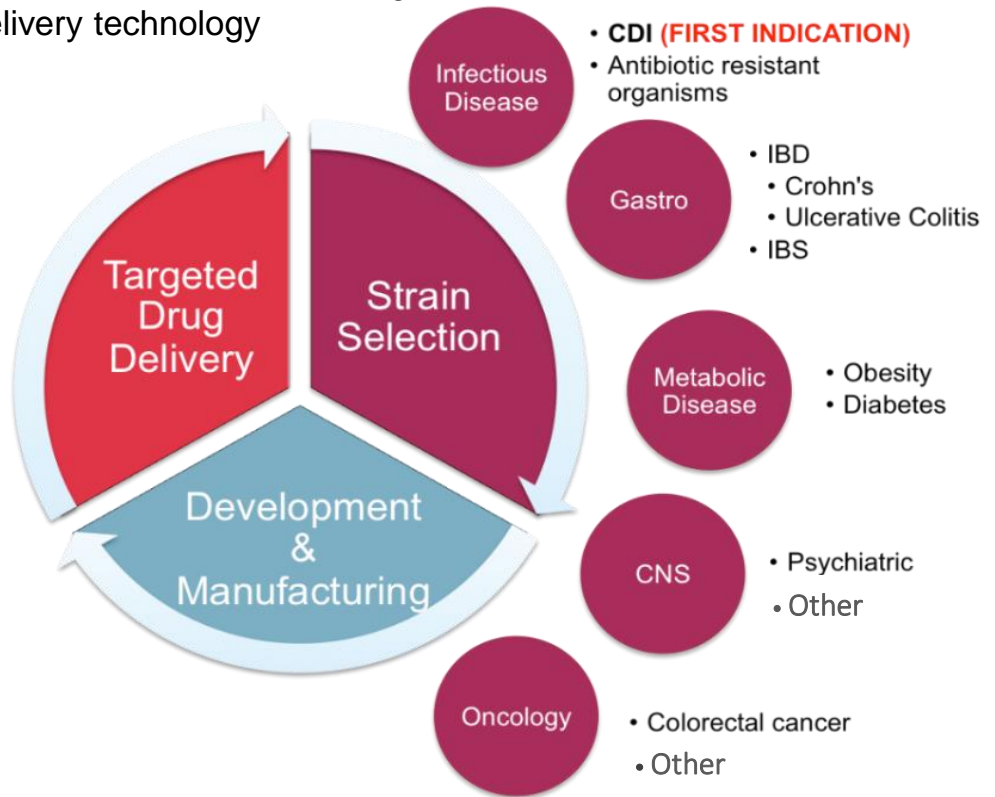 elivery technology
Infectious
Disease
• CDI (FIRST INDICATION)
• Antibiotic resistant
organisms
Gastro
• IBD
• Crohn's
• Ulcerative Colitis
• IBS
Targeted
Drug
Delivery
Strain
Selection
Metabolic
Disease
• Obesity
• Diabetes
Development
&
Manufacturing
CNS
• Psychiatric
• Other
Oncology
• Colorectal cancer
• Other